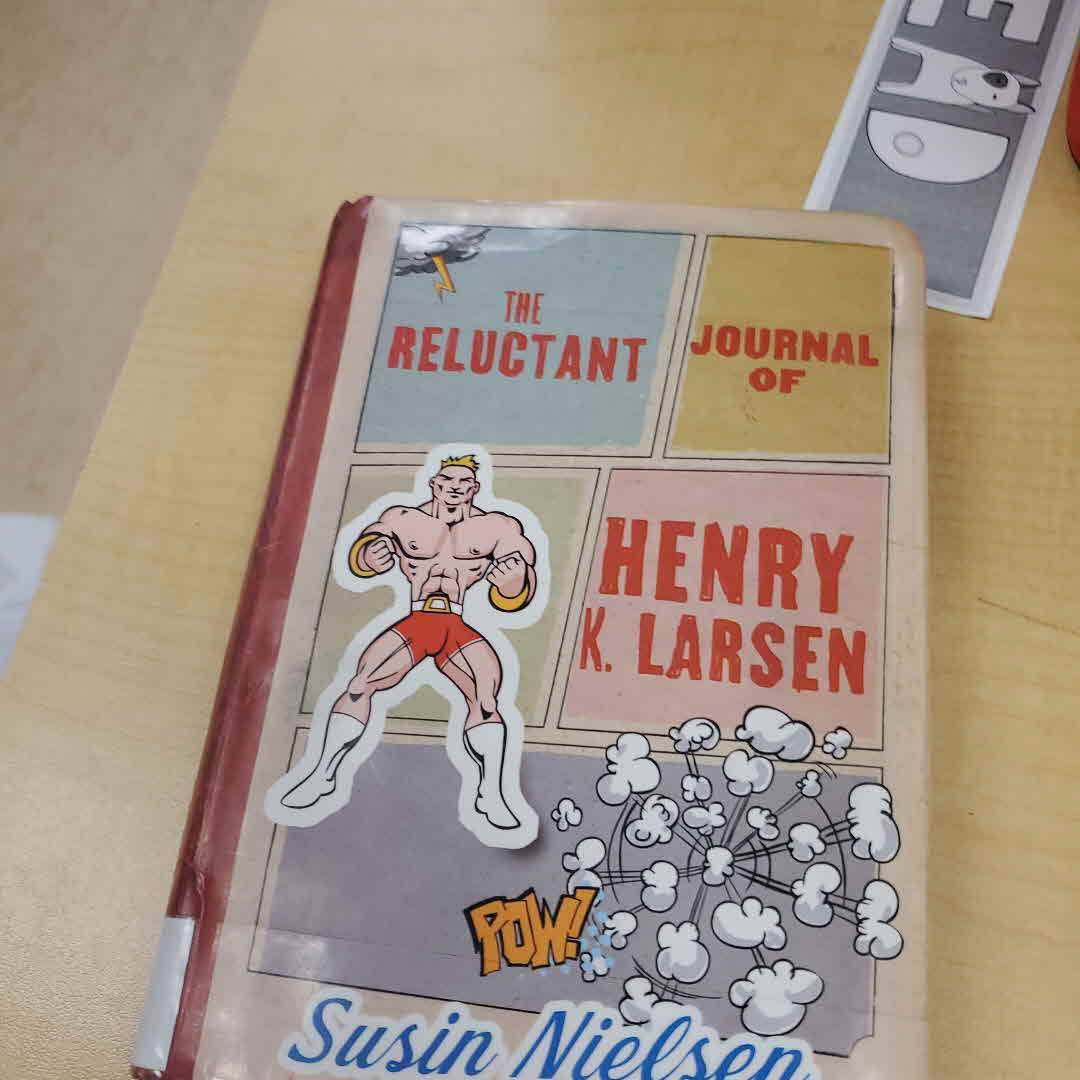 THE
RELUCTANT
JOURNAL
OF
HENRY
K. LARSEN
POW!
Susin Nielsen